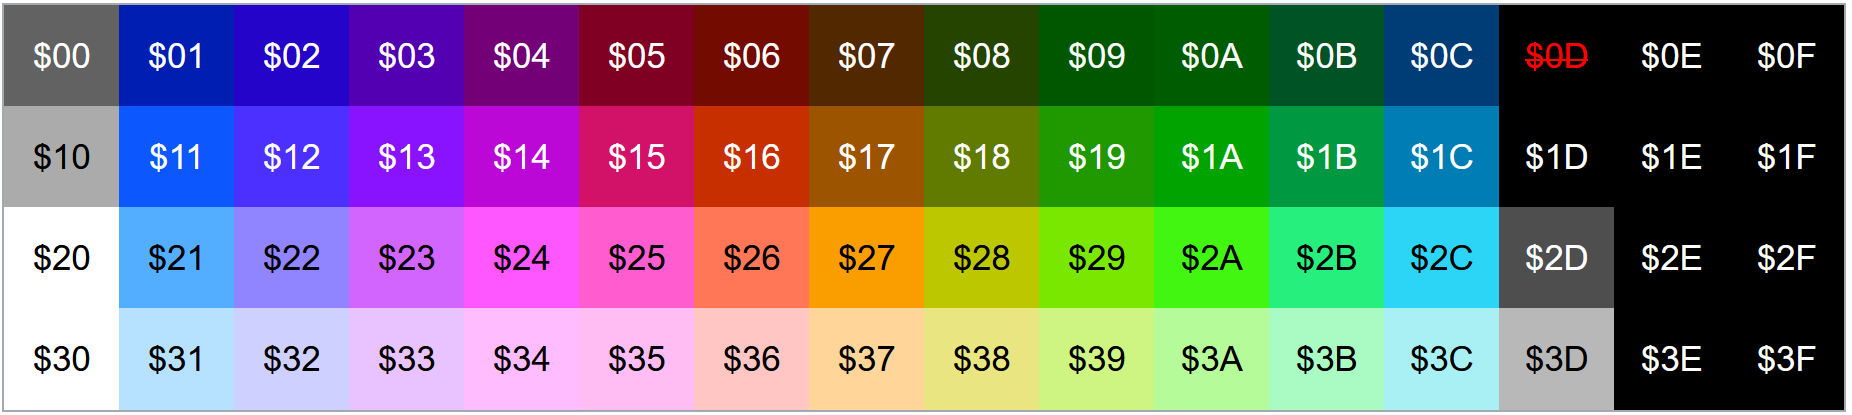 $00 $01 $02 $03 $04 $05 $06 $07 $08 $09 $0A $0B $0C $0D $0E $0F
$10 $11 $12 $13 $14 $15 $16 $17 $18 $19 $1A $1B $1C $1D $1E $1F
$20 $21 $22 $23 $24 $25 $26 $27 $28 $29 $2A $2B $2C $2D $2E $2F
$30 $31 $32 $33 $34 $35 $36 $37 $38 $39 $3A $3B $3C $3D $3E $3F